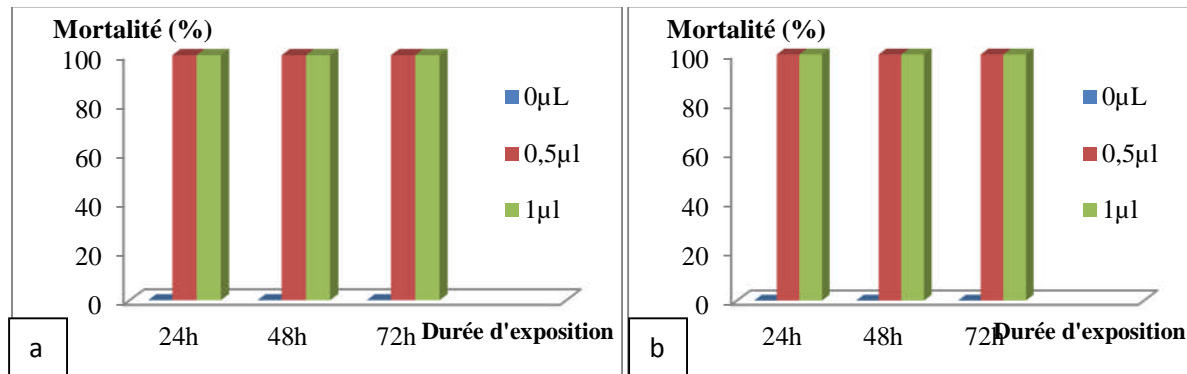 Mortalité (%)
100
80
60
40
20
0
24h
48h
72h
Durée d'exposition
0µL
0,5µl
1µl
a
Mortalité (%)
100
80
60
40
20
0
24h
48h
72h
Durée d'exposition
0µL
0,5µl
1µl
b